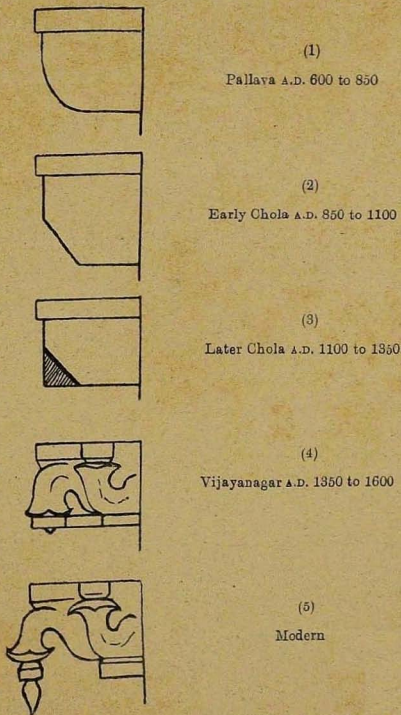 (1)
Pallava A.D. 600 to 850
(2)
Early Chola A.D. 850 to 1100
(3)
Later Chola A.D. 1100 to 1350
(4)
Vijayanagar A.D. 1350 to 1600
(5)
Modern